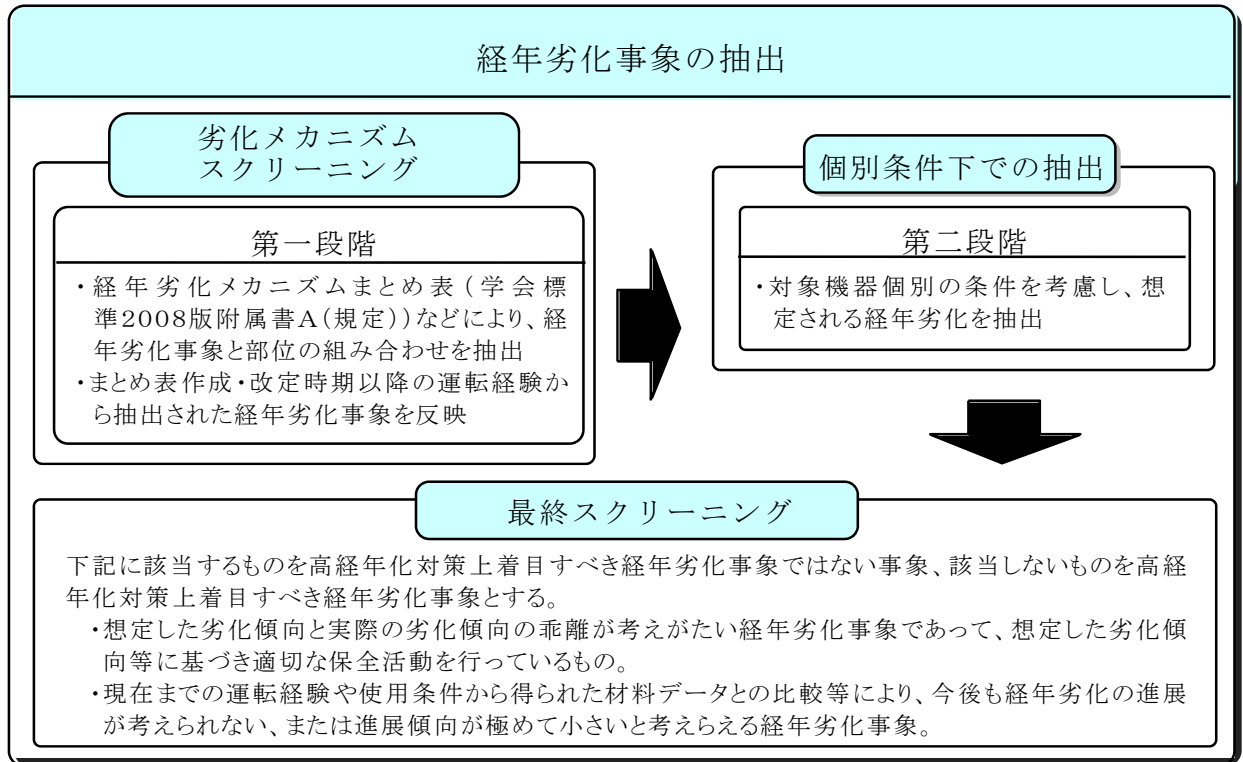 経年劣化事象の抽出
劣化メカニズム
スクリーニング
第一段階
・経年劣化メカニズムまとめ表(学会標
準2008版附属書A(規定))などにより、経
年劣化事象と部位の組み合わせを抽出
・まとめ表作成・改定時期以降の運転経験か
ら抽出された経年劣化事象を反映
個別条件下での抽出
第二段階
・対象機器個別の条件を考慮し、想
定される経年劣化を抽出
最終スクリーニング
下記に該当するものを高経年化対策上着目すべき経年劣化事象ではない事象、該当しないものを高経
年化対策上着目すべき経年劣化事象とする。
・想定した劣化傾向と実際の劣化傾向の乖離が考えがたい経年劣化事象であって、想定した劣化傾
向等に基づき適切な保全活動を行っているもの。
・現在までの運転経験や使用条件から得られた材料データとの比較等により、今後も経年劣化の進展
が考えられない、または進展傾向が極めて小さいと考えらえる経年劣化事象。